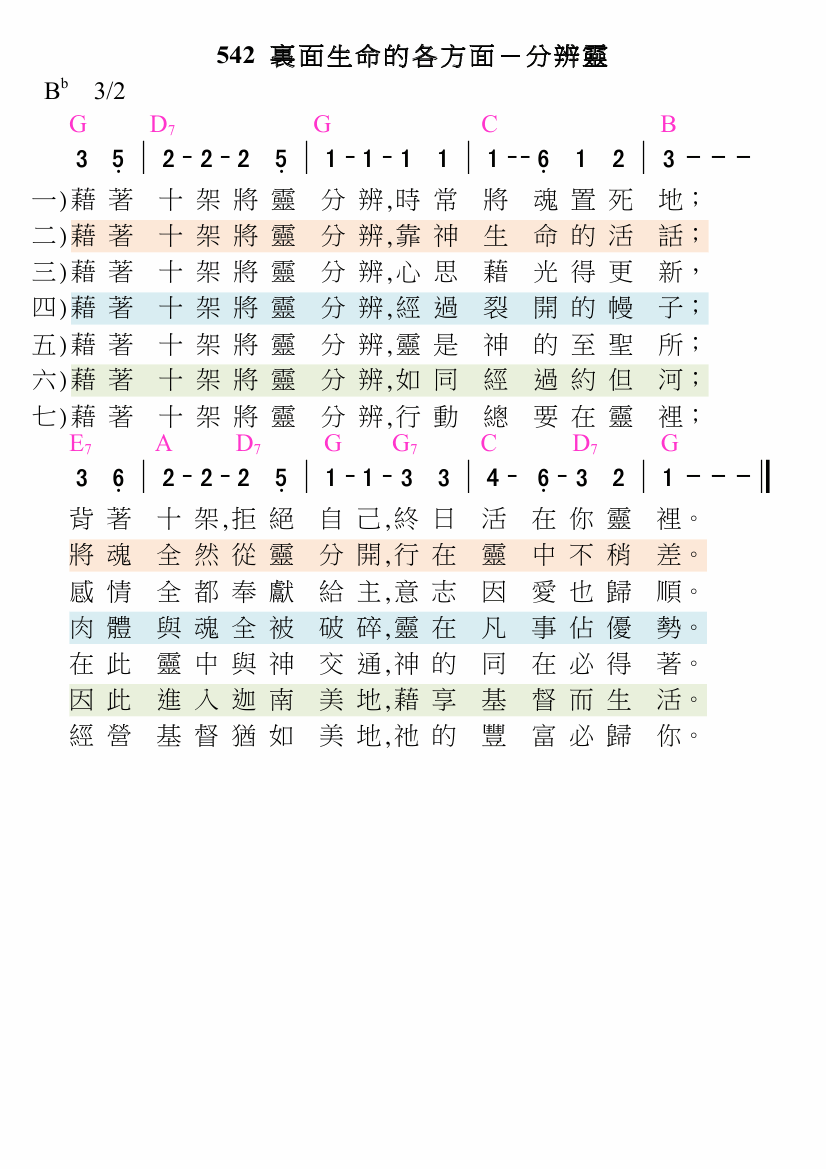 542 裏面生命的各方面－分辨靈
Bb 3/2
G D7 G C B
3 5̣ | 2 - 2 - 2 5̣ | 1 - 1 - 1 1 | 1 - - 6̣ 1 2 | 3 - - -
一)藉著 十架將靈 分辨,時常 將 魂置死 地；
二)藉著 十架將靈 分辨,靠神 生 命的活 話；
三)藉著 十架將靈 分辨,心思 藉 光得更 新，
四)藉著 十架將靈 分辨,經過 裂 開的幔 子；
五)藉著 十架將靈 分辨,靈是 神 的至聖 所；
六)藉著 十架將靈 分辨,如同 經 過約但 河；
七)藉著 十架將靈 分辨,行動 總 要在靈 裡；
E7 A D7 G G7 C D7 G
3 6̣ | 2 - 2 - 2 5̣ | 1 - 1 - 3 3 | 4 - 6̣ - 3 2 | 1 - - - ‖
背著 十架,拒絕 自己,終日 活 在你靈 裡。
將魂 全然從靈 分開,行在 靈 中不稍 差。
感情 全都奉獻 給主,意志 因 愛也歸 順。
肉體 與魂全被 破碎,靈在 凡 事佔優 勢。
在此 靈中與神 交通,神的 同 在必得 著。
因此 進入迦南 美地,藉享 基 督而生 活。
經營 基督猶如 美地,祂的 豐 富必歸 你。